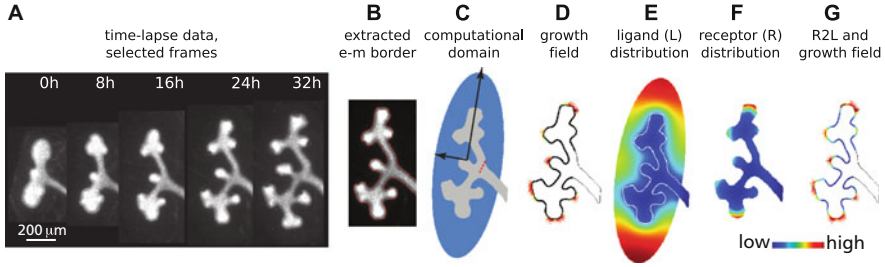 A
B
C
D
E
F
G
time-lapse data,
selected frames
extracted
e-m border
computational
domain
growth
field
ligand (L)
distribution
receptor (R)
distribution
R2L and
growth field
0h
8h
16h
24h
32h
200 µm
low
high